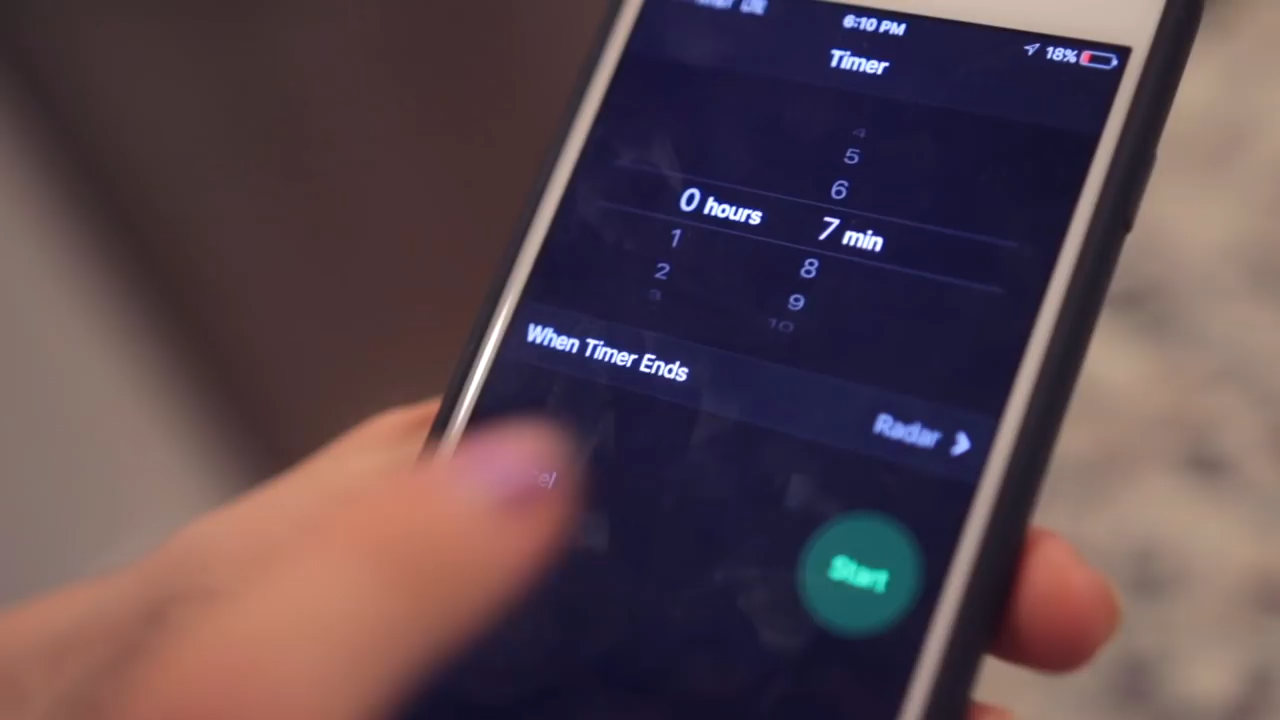 6:10 PM
18%
Timer
4
5
6
0 hours 7 min
1 8
2 9
3 10
When Timer Ends
Radar
Start